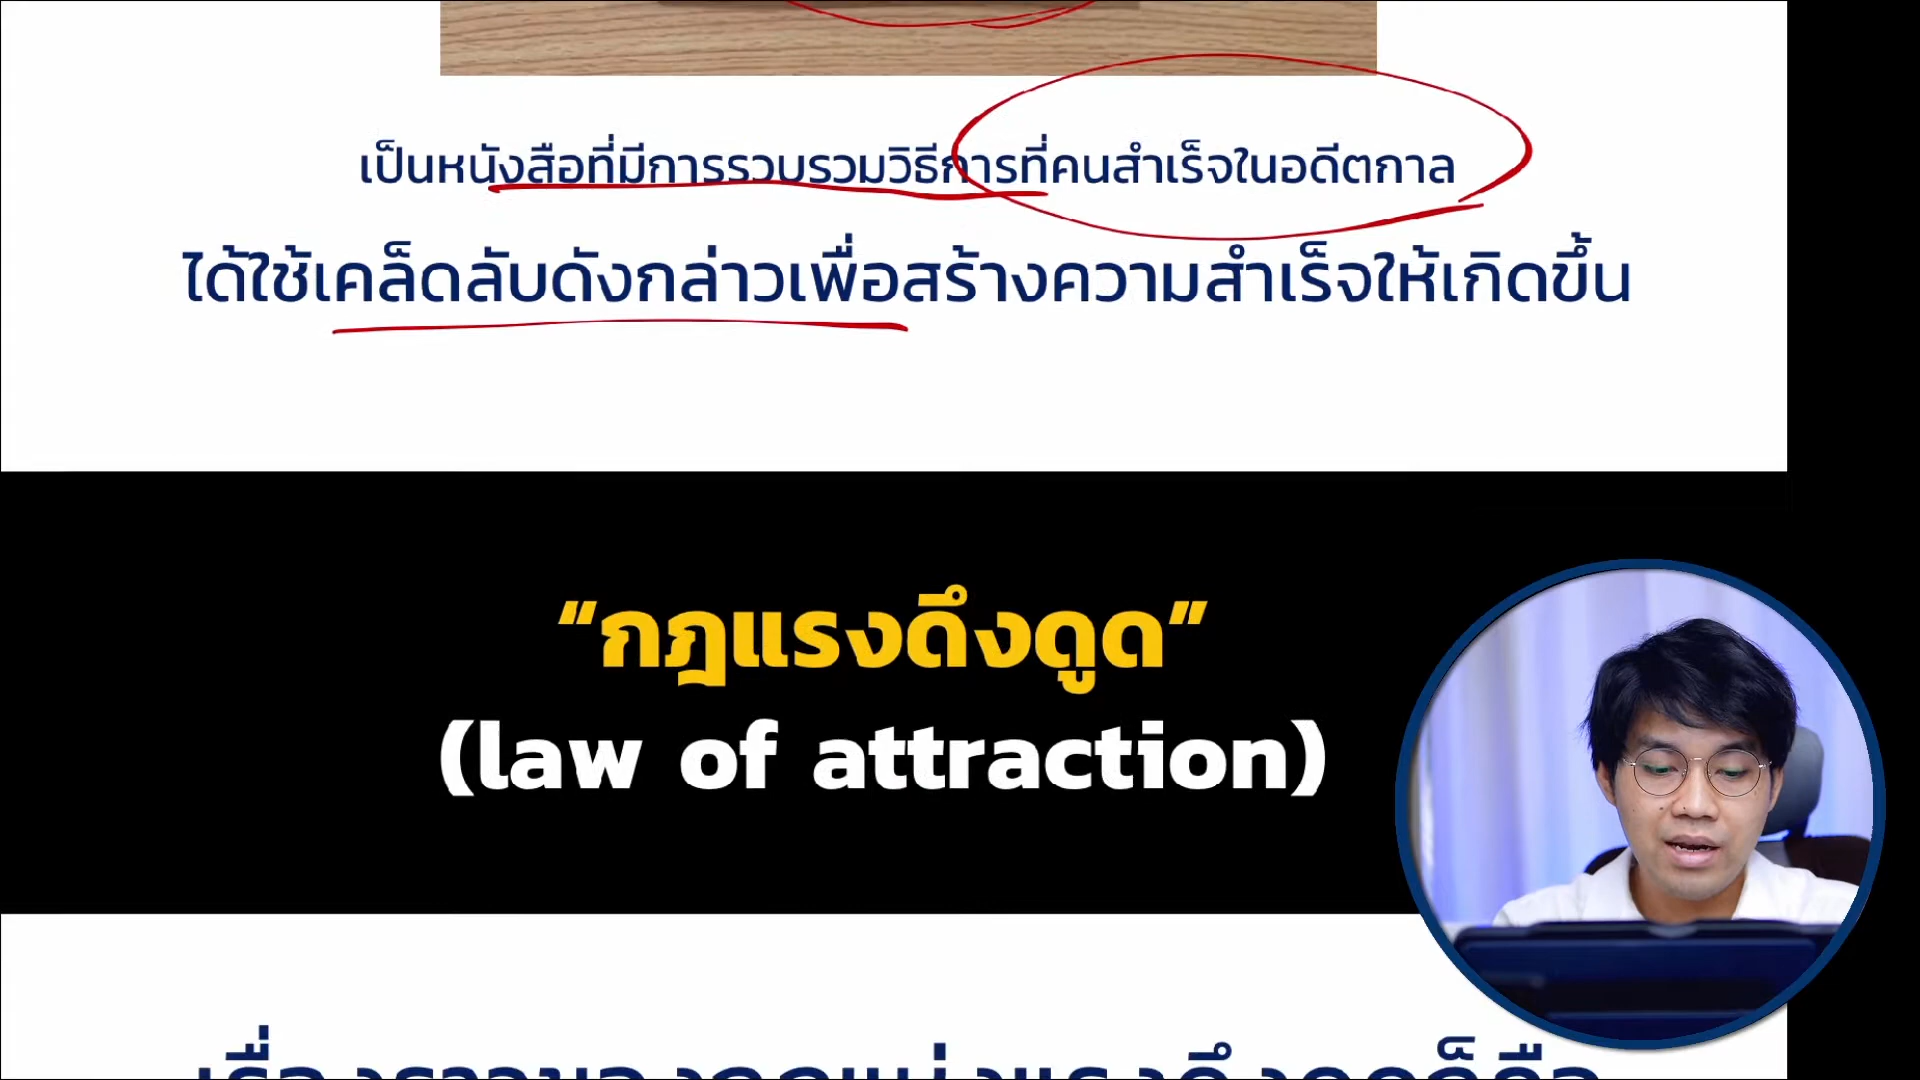 เป็นหนังสือที่มีการรวบรวมวิธีการที่คนสำเร็จในอดีตกาล
ได้ใช้เคล็ดลับดังกล่าวเพื่อสร้างความสำเร็จให้เกิดขึ้น
“กฎแรงดึงดูด”
(law of attraction)